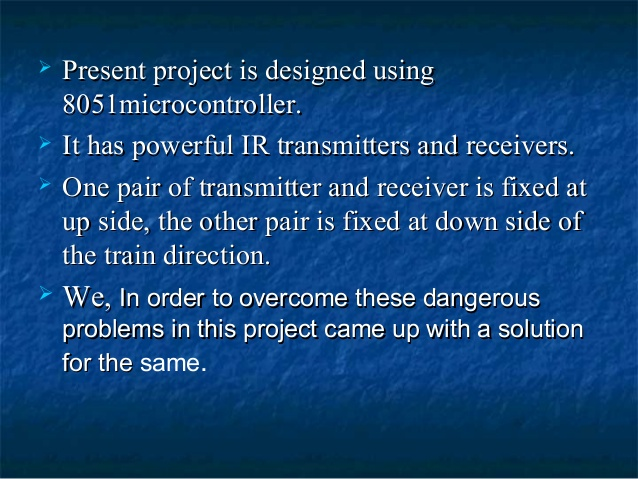 Present project is designed using
8051microcontroller.
It has powerful IR transmitters and receivers.
One pair of transmitter and receiver is fixed at
up side, the other pair is fixed at down side of
the train direction.
We, In order to overcome these dangerous
problems in this project came up with a solution
for the same.